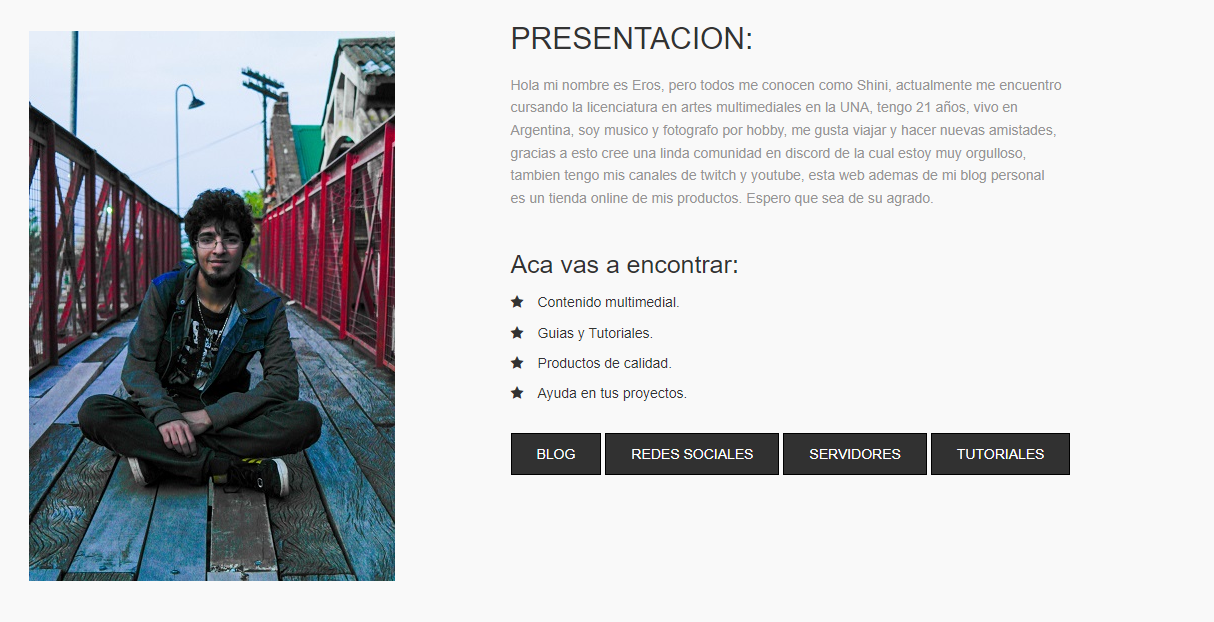 PRESENTACION:
Hola mi nombre es Eros, pero todos me conocen como Shini, actualmente me encuentro
cursando la licenciatura en artes multimediales en la UNA, tengo 21 años, vivo en
Argentina, soy musico y fotografo por hobby, me gusta viajar y hacer nuevas amistades,
gracias a esto cree una linda comunidad en discord de la cual estoy muy orgulloso,
tambien tengo mis canales de twitch y youtube, esta web ademas de mi blog personal
es un tienda online de mis productos. Espero que sea de su agrado.
Aca vas a encontrar:
Contenido multimedial.
Guias y Tutoriales.
Productos de calidad.
Ayuda en tus proyectos.
BLOG
REDES SOCIALES
SERVIDORES
TUTORIALES